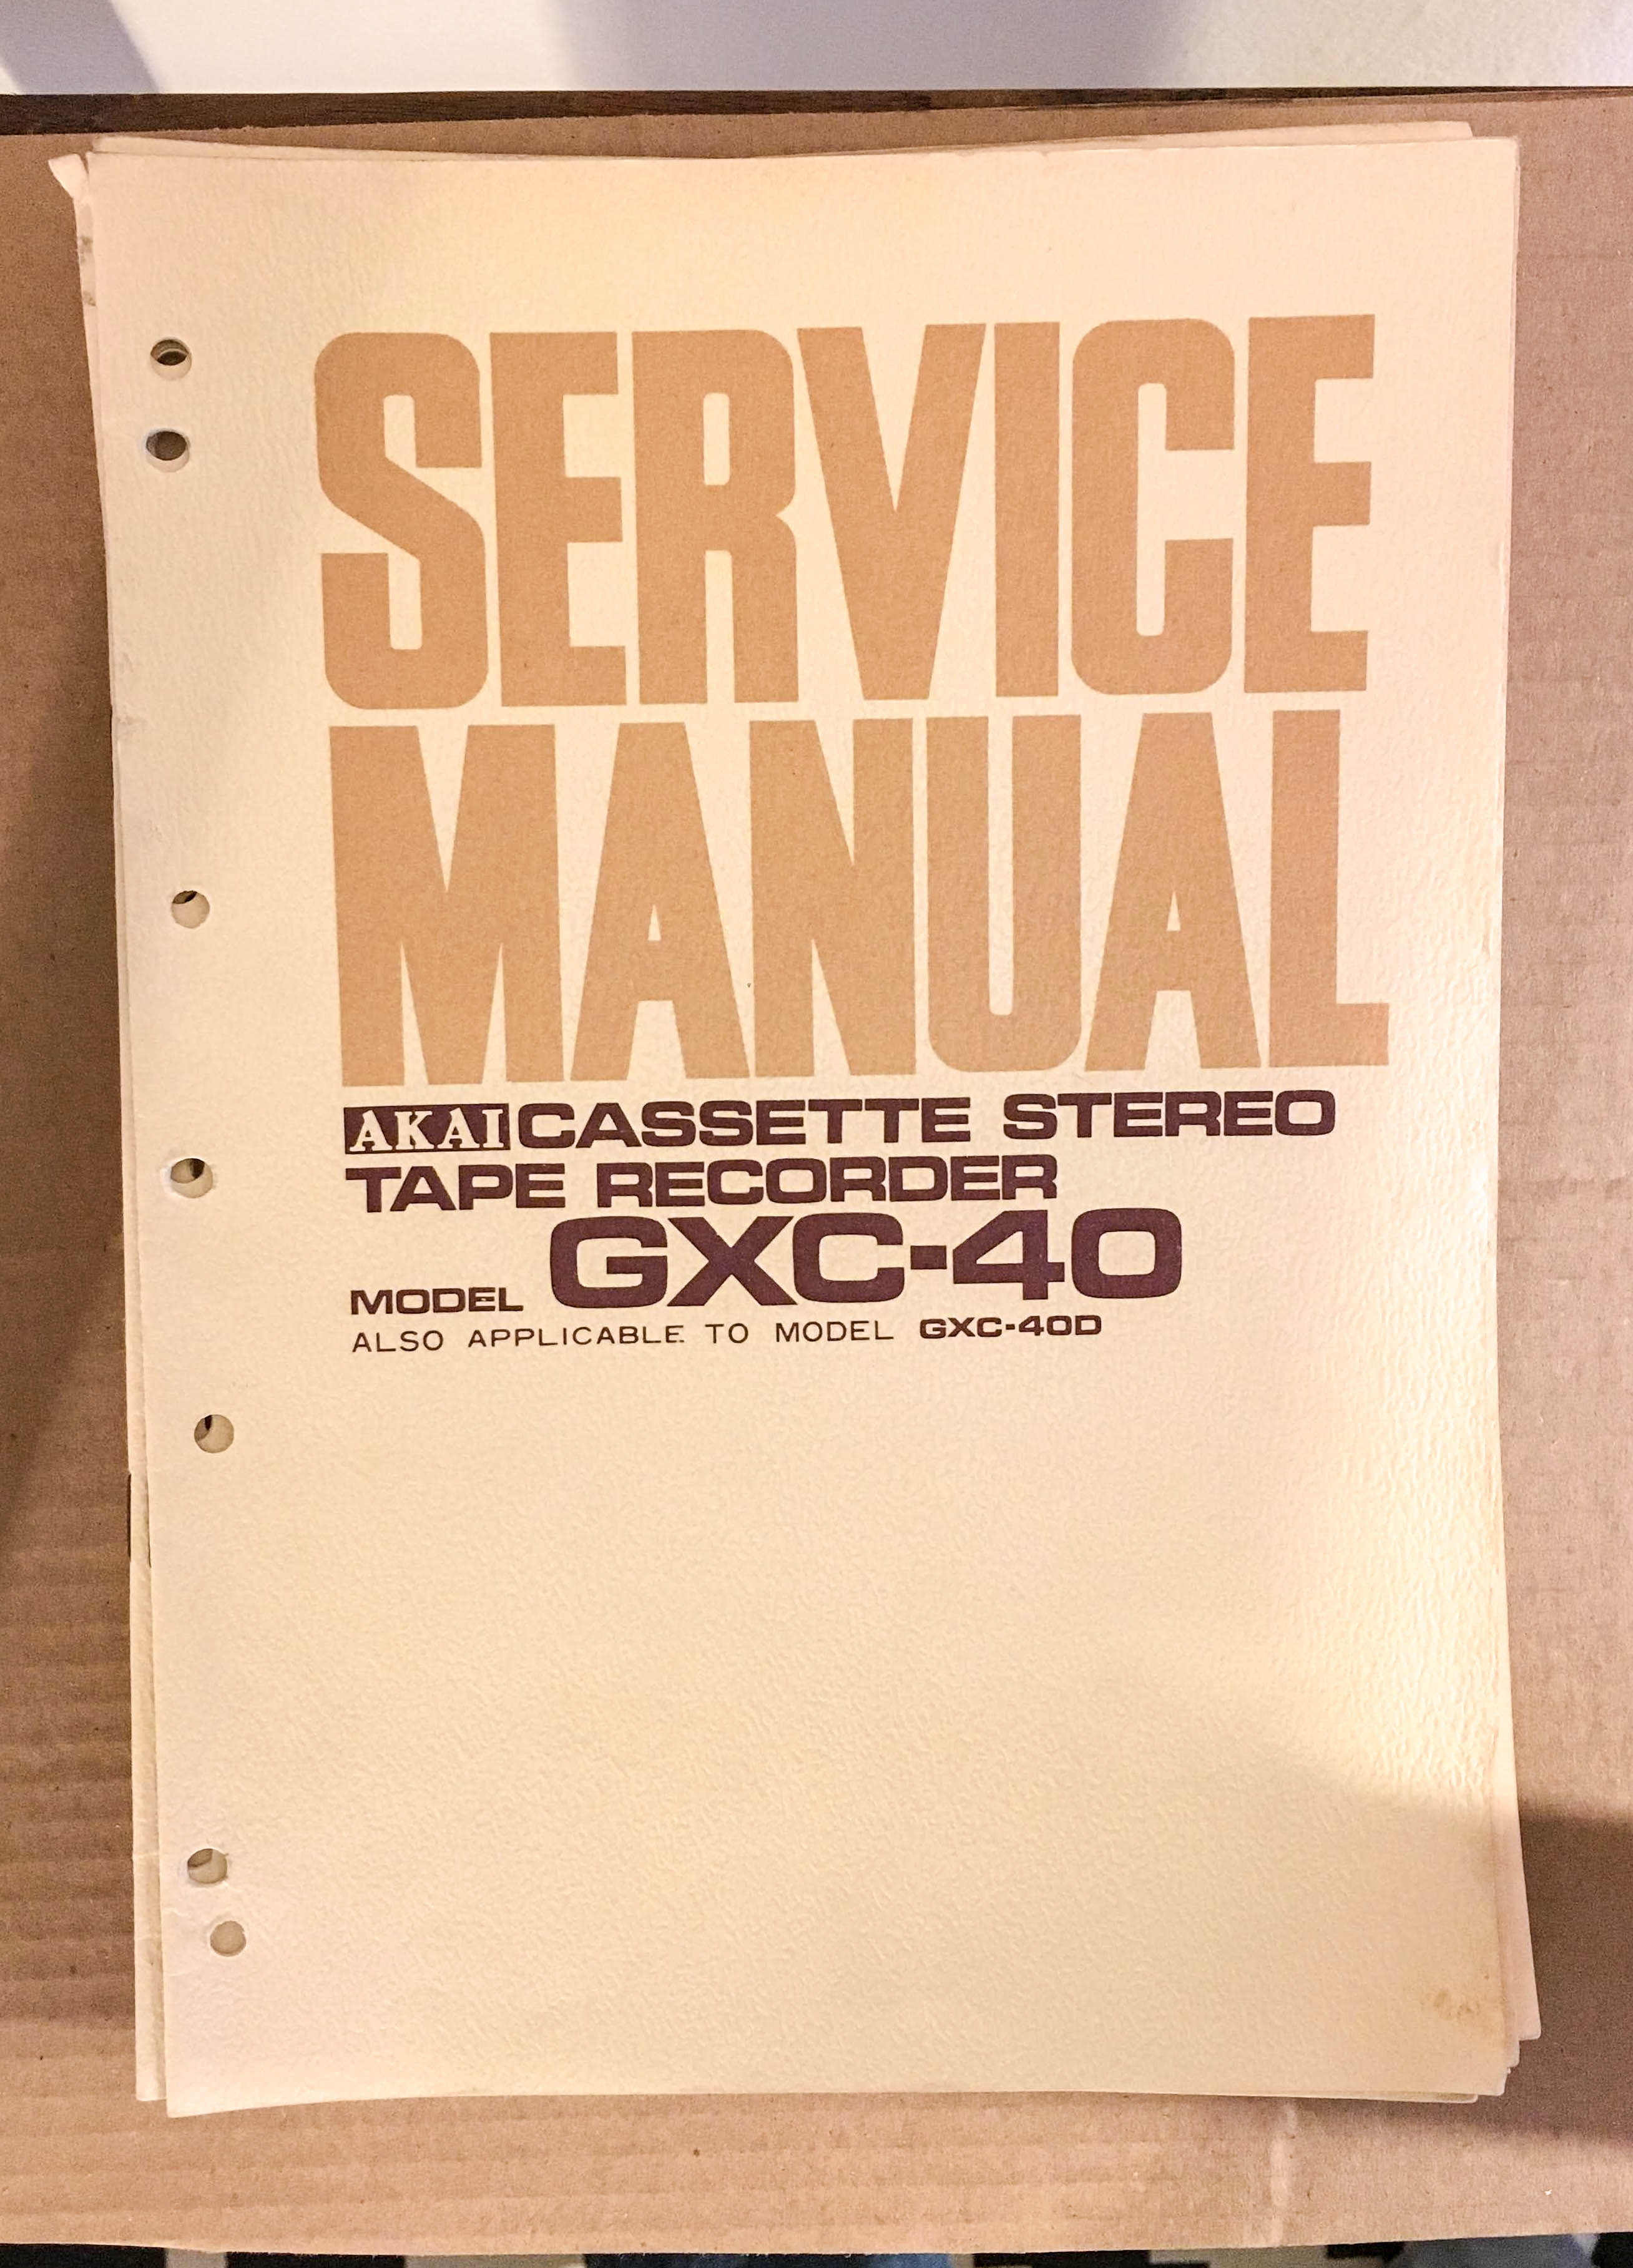 SERVICE
MANUAL
AKAI CASSETTE STEREO
TAPE RECORDER
MODEL GXC-40
ALSO APPLICABLE TO MODEL GXC-40D